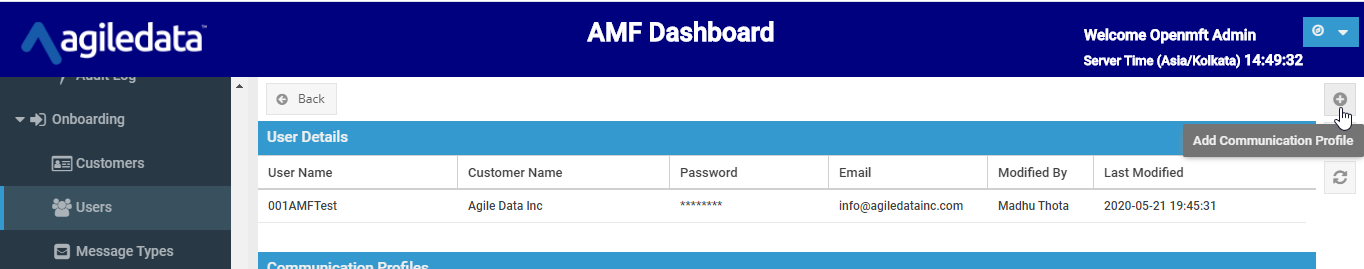 agiledata™
AMF Dashboard
Welcome Openmft Admin
Server Time (Asia/Kolkata) 14:49:32
Audit Log
Onboarding
Customers
Users
Message Types
Back
Add Communication Profile
User Details
User Name Customer Name Password Email Modified By Last Modified
001AMFTest Agile Data Inc ******** info@agiledatainc.com Madhu Thota 2020-05-21 19:45:31
Communication Profiles